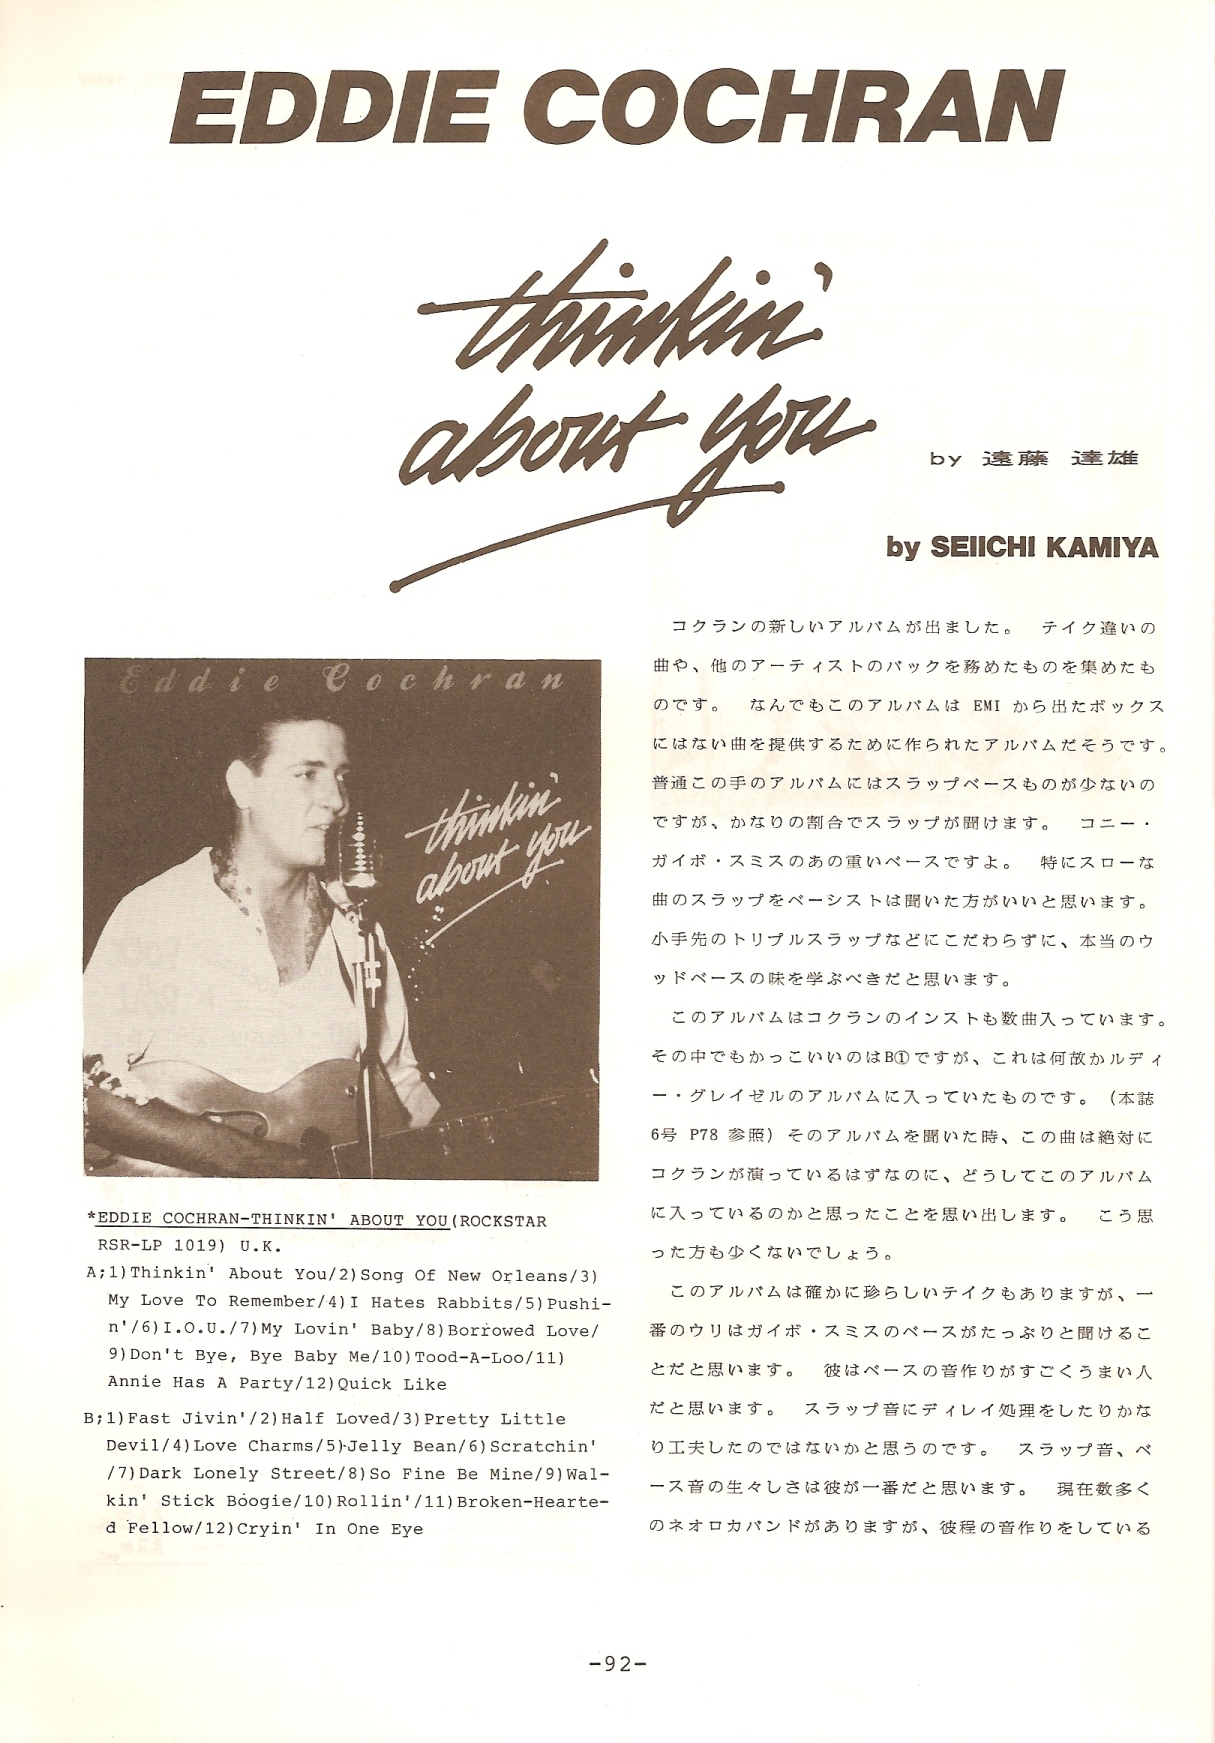 EDDIE COCHRAN
thinkin'
about you
by 遠藤 達雄
by SEIICHI KAMIYA
Eddie Cochran
thinkin'
about you
*EDDIE COCHRAN-THINKIN' ABOUT YOU(ROCKSTAR
RSR-LP 1019) U.K.
A;1)Thinkin' About You/2)Song Of New Orleans/3)
My Love To Remember/4)I Hates Rabbits/5)Pushi-
n'/6)I.O.U./7)My Lovin' Baby/8)Borrowed Love/
9)Don't Bye, Bye Baby Me/10)Tood-A-Loo/11)
Annie Has A Party/12)Quick Like
B;1)Fast Jivin'/2)Half Loved/3)Pretty Little
Devil/4)Love Charms/5)Jelly Bean/6)Scratchin'
/7)Dark Lonely Street/8)So Fine Be Mine/9)Wal-
kin' Stick Boogie/10)Rollin'/11)Broken-Hearte-
d Fellow/12)Cryin' In One Eye
コクランの新しいアルバムが出ました。 テイク違いの
曲や、他のアーティストのバックを務めたものを集めたも
のです。 なんでもこのアルバムは EMI から出たボックス
にはない曲を提供するために作られたアルバムだそうです。
普通この手のアルバムにはスラップベースものが少ないの
ですが、かなりの割合でスラップが聞けます。 コニー・
ガイボ・スミスのあの重いベースですよ。 特にスローな
曲のスラップをベーシストは聞いた方がいいと思います。
小手先のトリプルスラップなどにこだわらずに、本当のウ
ッドベースの味を学ぶべきだと思います。
このアルバムはコクランのインストも数曲入っています。
その中でもかっこいいのはB①ですが、これは何故かルディ
ー・グレイゼルのアルバムに入っていたものです。（本誌
6号 P78 参照）そのアルバムを聞いた時、この曲は絶対に
コクランが演っているはずなのに、どうしてこのアルバム
に入っているのかと思ったことを思い出します。 こう思
った方も少くないでしょう。
このアルバムは確かに珍らしいテイクもありますが、一
番のウリはガイボ・スミスのベースがたっぷりと聞けるこ
とだと思います。 彼はベースの音作りがすごくうまい人
だと思います。 スラップ音にディレイ処理をしたりかな
り工夫したのではないかと思うのです。 スラップ音、ベ
ース音の生々しさは彼が一番だと思います。 現在数多く
のネオロカバンドがありますが、彼程の音作りをしている
-92-